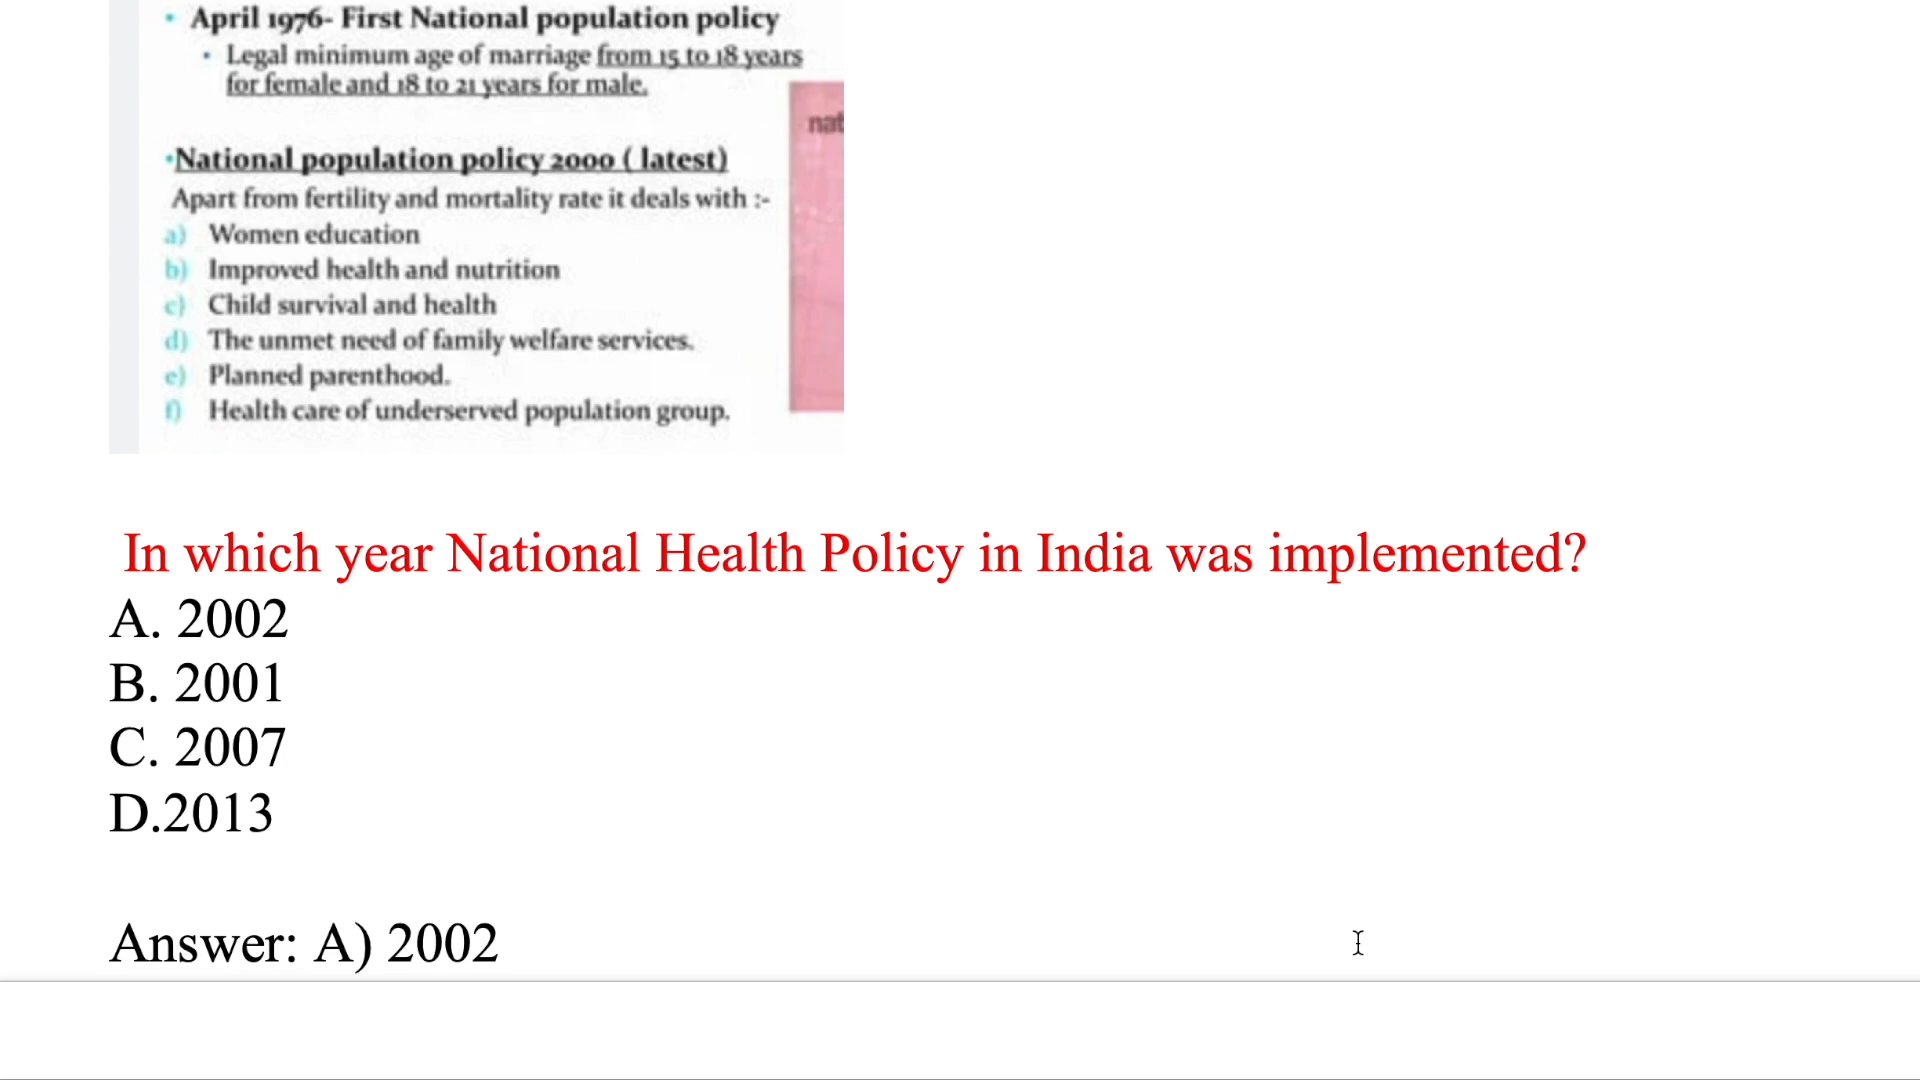 • April 1976- First National population policy
• Legal minimum age of marriage from 15 to 18 years
for female and 18 to 21 years for male.
nat
•National population policy 2000 ( latest)
Apart from fertility and mortality rate it deals with :-
a) Women education
b) Improved health and nutrition
c) Child survival and health
d) The unmet need of family welfare services.
e) Planned parenthood.
f) Health care of underserved population group.
In which year National Health Policy in India was implemented?
A. 2002
B. 2001
C. 2007
D.2013
Answer: A) 2002